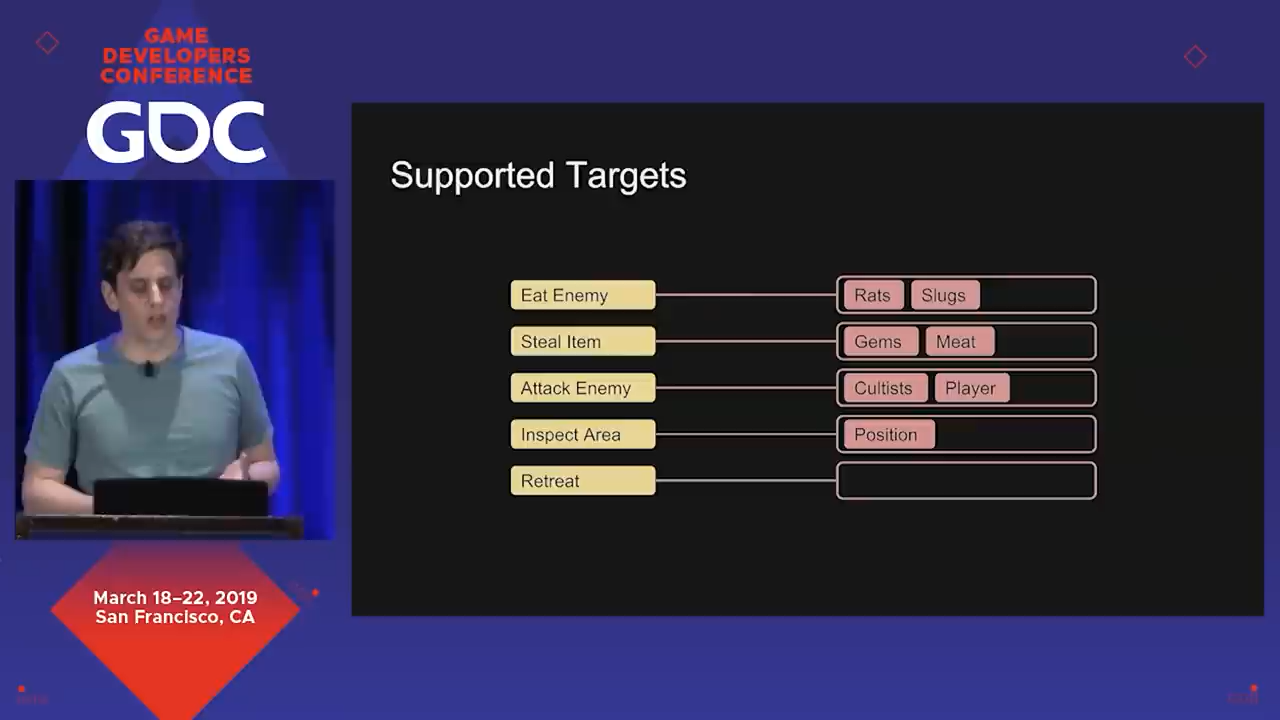 GAME
DEVELOPERS
CONFERENCE
GDC
March 18–22, 2019
San Francisco, CA
Supported Targets
Eat Enemy Rats Slugs
Steal Item Gems Meat
Attack Enemy Cultists Player
Inspect Area Position
Retreat